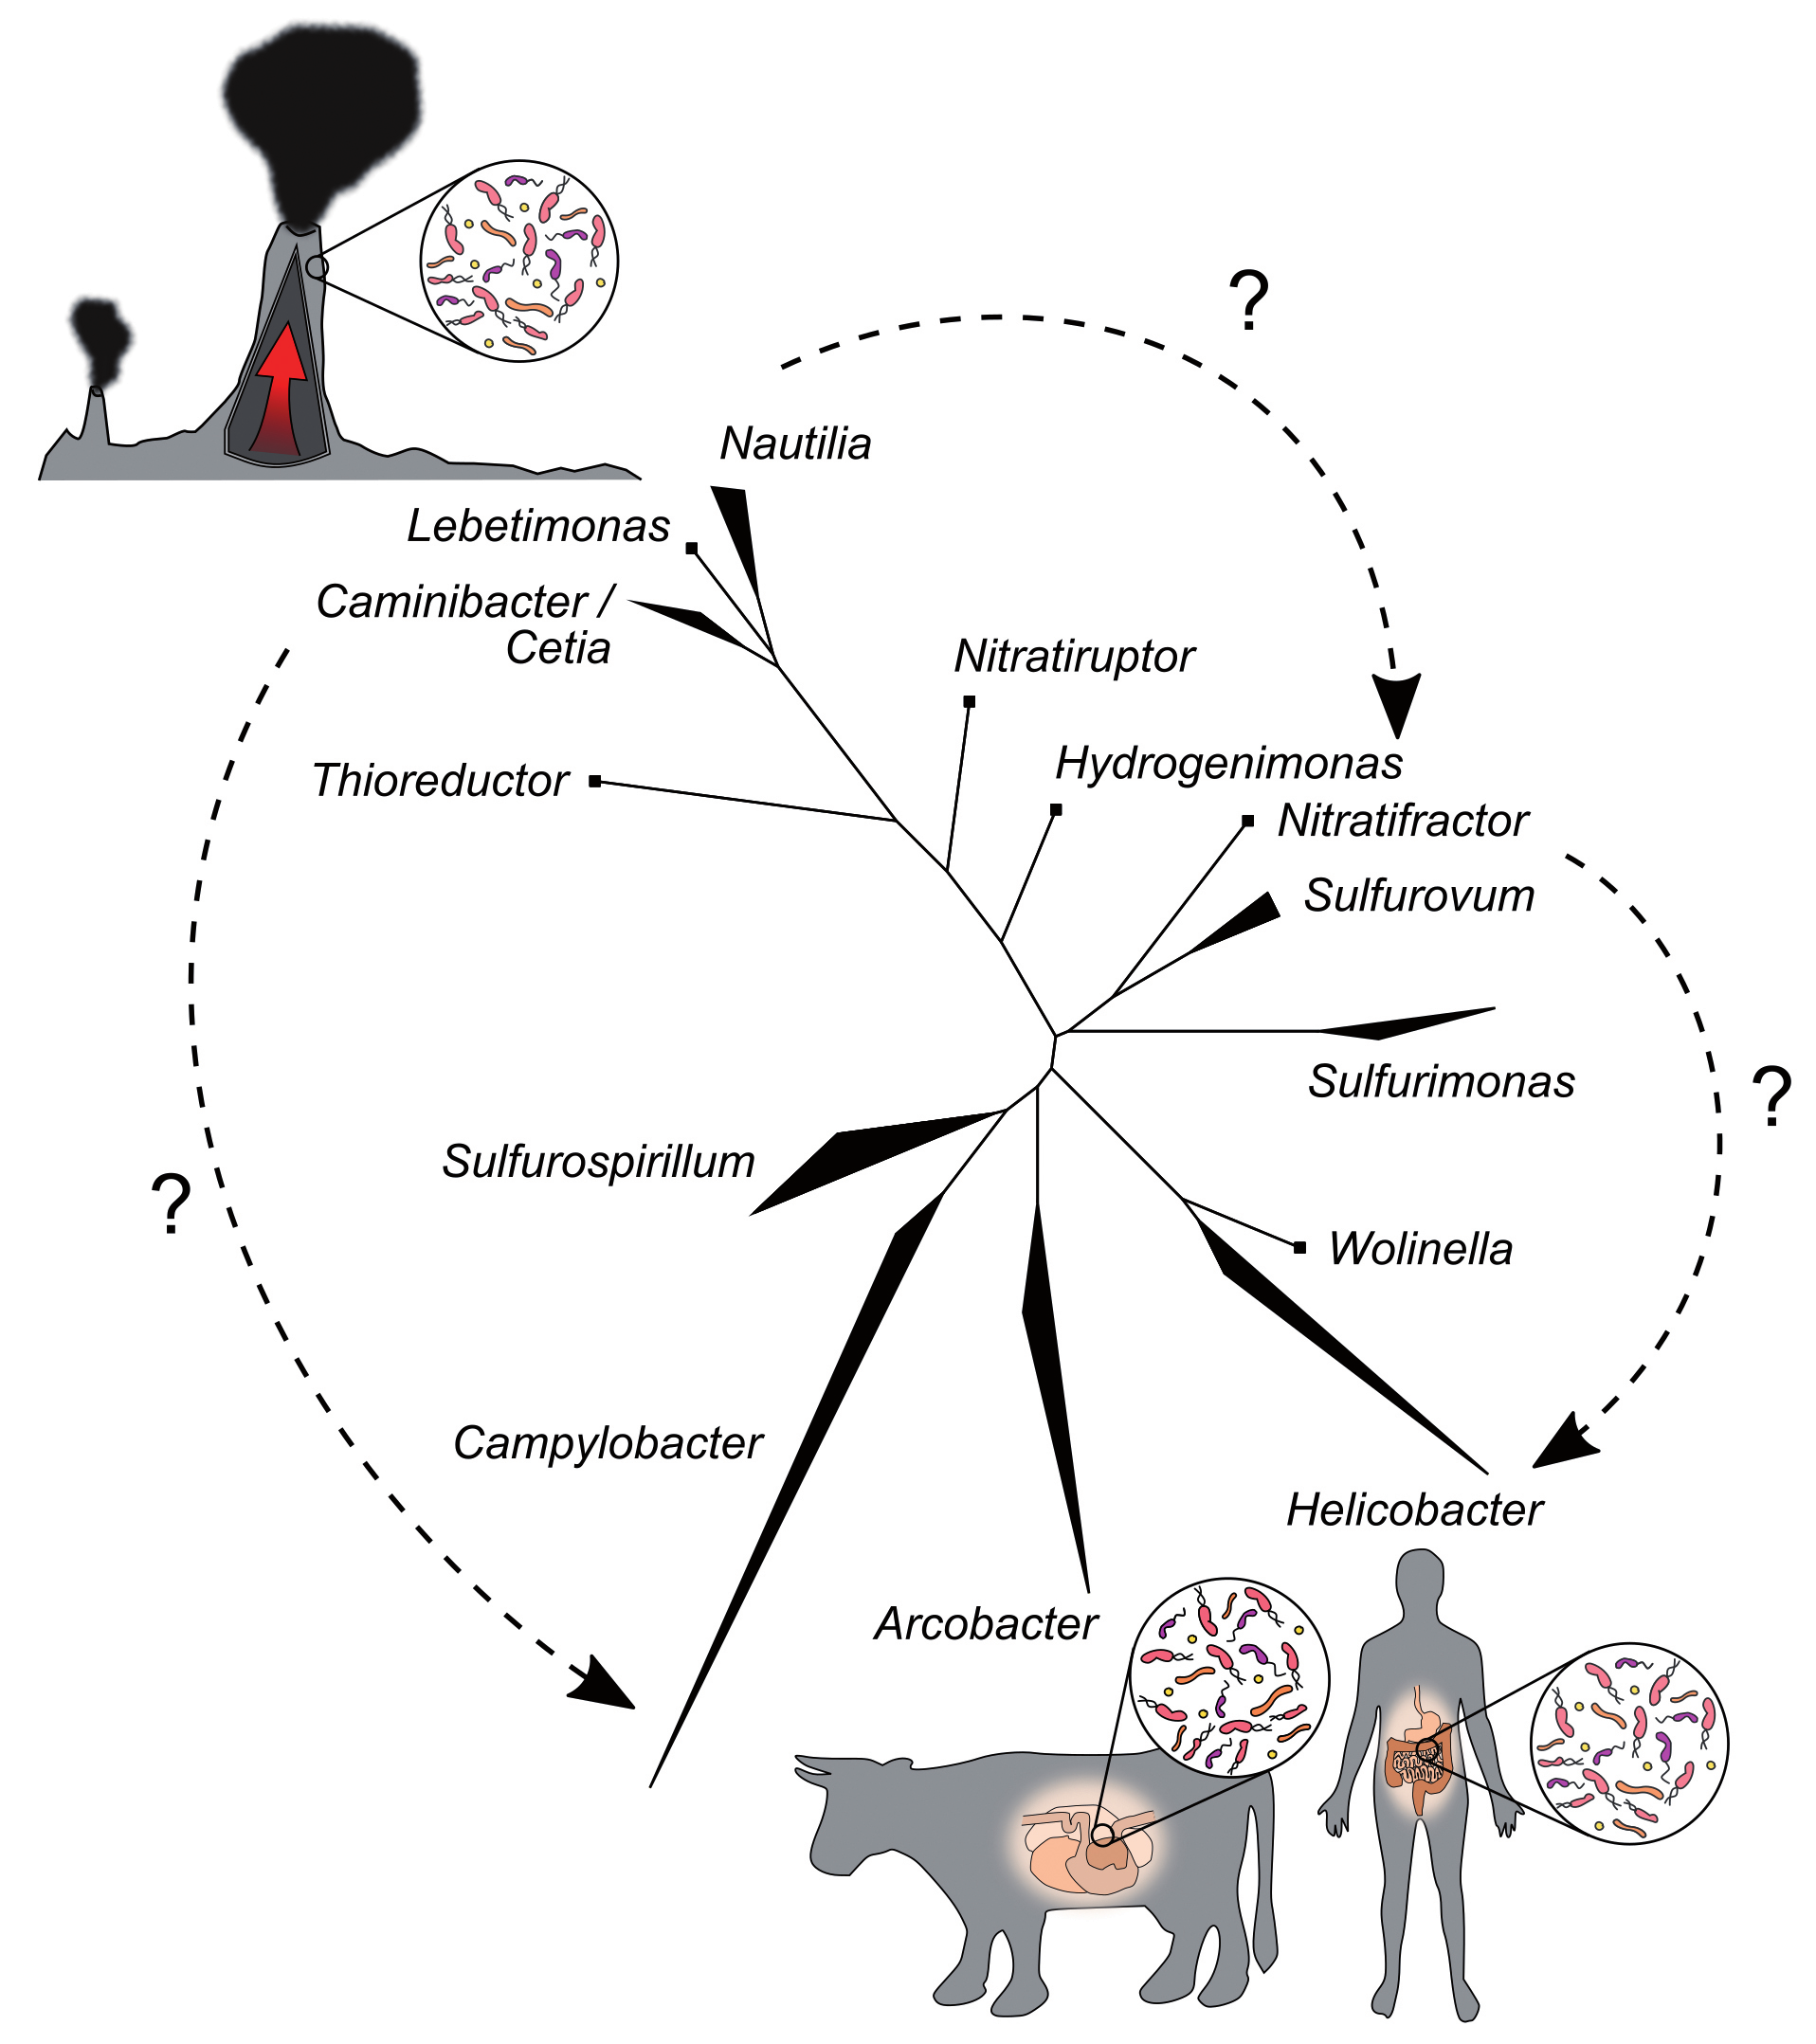 ?
Nautilia
Lebetimonas
Caminibacter /
Cetia
Nitratiruptor
Hydrogenimonas
Thioreductor
Nitratifractor
Sulfurovum
Sulfurimonas
?
Sulfurospirillum
?
Wolinella
Campylobacter
Helicobacter
Arcobacter